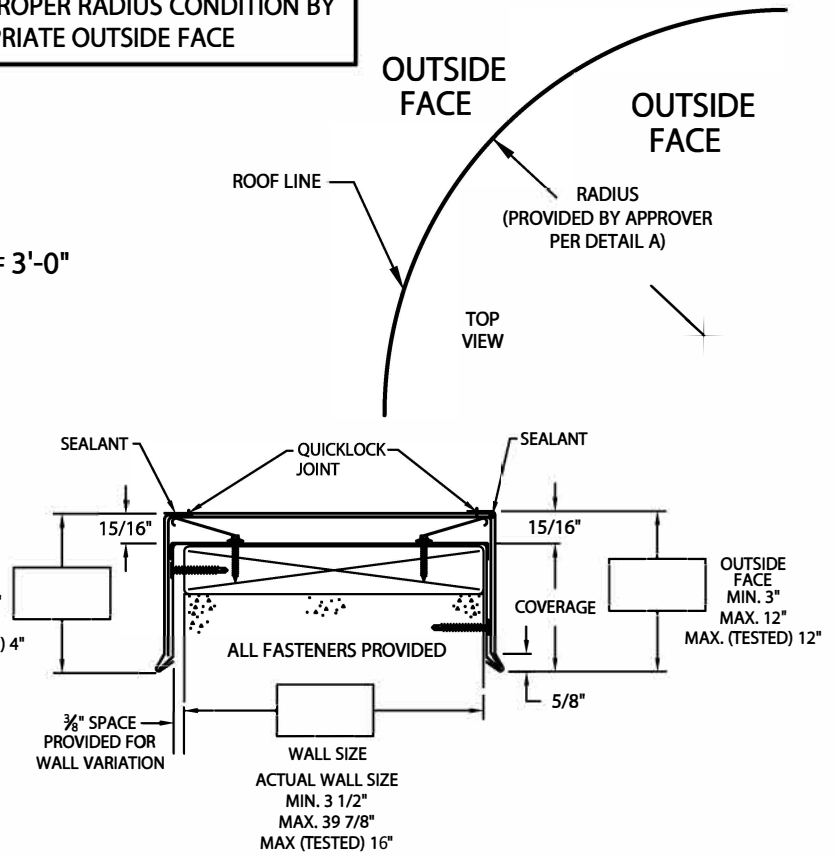 ROPER RADIUS CONDITION BY
PRIATE OUTSIDE FACE
OUTSIDE
FACE
OUTSIDE
FACE
ROOF LINE
RADIUS
(PROVIDED BY APPROVER
PER DETAIL A)
= 3'-0"
TOP
VIEW
SEALANT
QUICKLOCK
JOINT
SEALANT
15/16"
15/16"
"
) 4"
COVERAGE
OUTSIDE
FACE
MIN. 3"
MAX. 12"
MAX. (TESTED) 12"
ALL FASTENERS PROVIDED
5/8"
⅜" SPACE
PROVIDED FOR
WALL VARIATION
WALL SIZE
ACTUAL WALL SIZE
MIN. 3 1/2"
MAX. 39 7/8"
MAX (TESTED) 16"